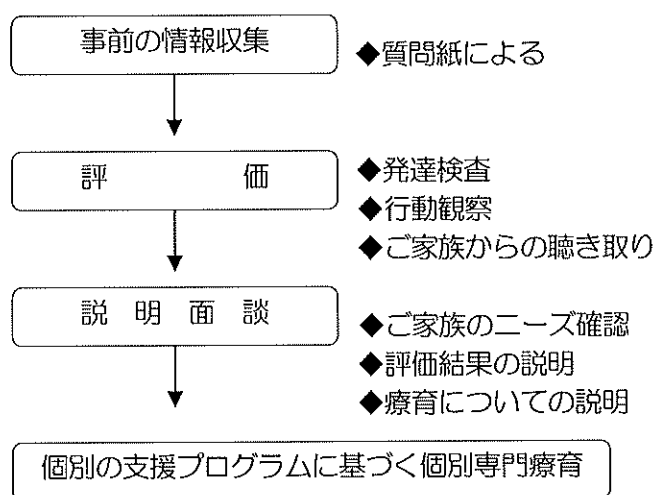 事前の情報収集
◆質問紙による
評価
◆発達検査
◆行動観察
◆ご家族からの聴き取り
説明面談
◆ご家族のニーズ確認
◆評価結果の説明
◆療育についての説明
個別の支援プログラムに基づく個別専門療育